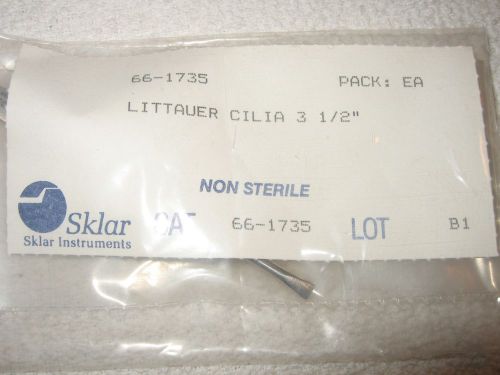 66-1735 PACK: EA
LITTAUER CILIA 3 1/2"
NON STERILE
Sklar CAT 66-1735 LOT B1
Sklar Instruments